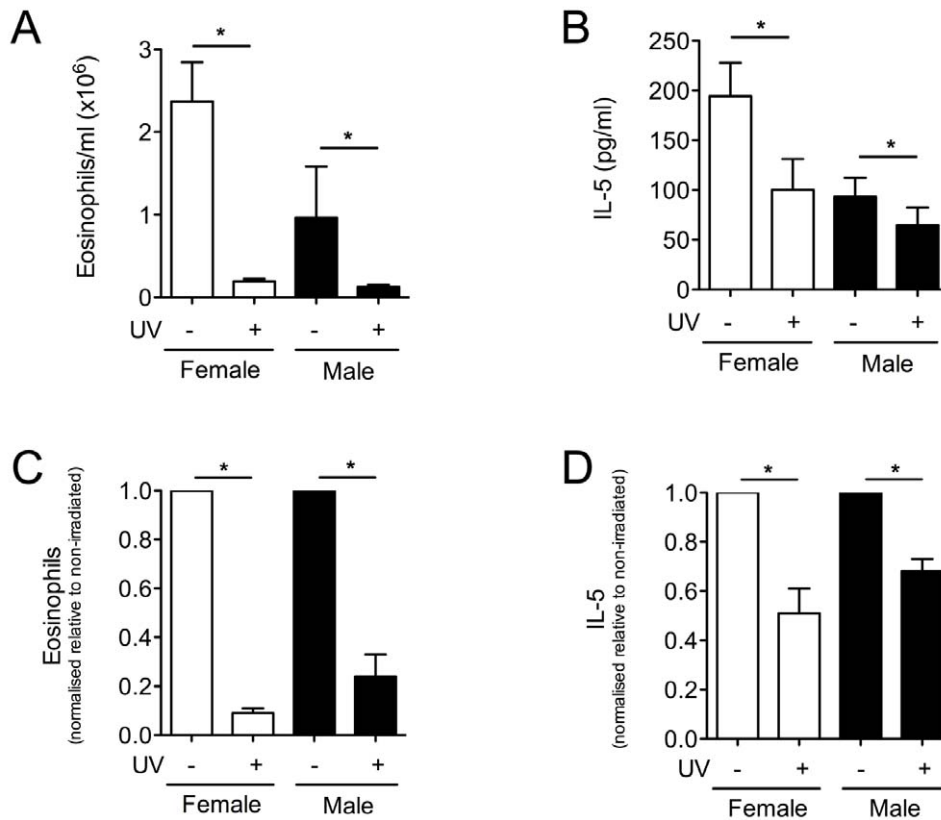 A
Eosinophils/ml (x10⁶)
3
2
1
0
*
*
UV - + - +
Female Male
B
IL-5 (pg/ml)
250
200
150
100
50
0
*
*
UV - + - +
Female Male
C
Eosinophils
(normalised relative to non-irradiated)
1.0
0.8
0.6
0.4
0.2
0.0
*
*
UV - + - +
Female Male
D
IL-5
(normalised relative to non-irradiated)
1.0
0.8
0.6
0.4
0.2
0.0
*
*
UV - + - +
Female Male